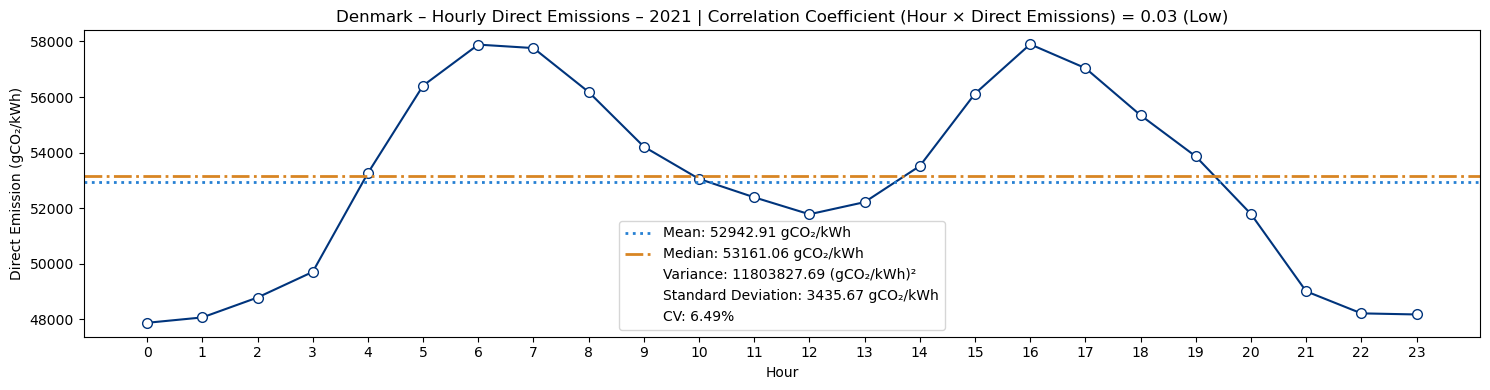 Denmark – Hourly Direct Emissions – 2021 | Correlation Coefficient (Hour × Direct Emissions) = 0.03 (Low)
Direct Emission (gCO₂/kWh)
58000
56000
54000
52000
50000
48000
Mean: 52942.91 gCO₂/kWh
Median: 53161.06 gCO₂/kWh
Variance: 11803827.69 (gCO₂/kWh)²
Standard Deviation: 3435.67 gCO₂/kWh
CV: 6.49%
0 1 2 3 4 5 6 7 8 9 10 11 12 13 14 15 16 17 18 19 20 21 22 23
Hour